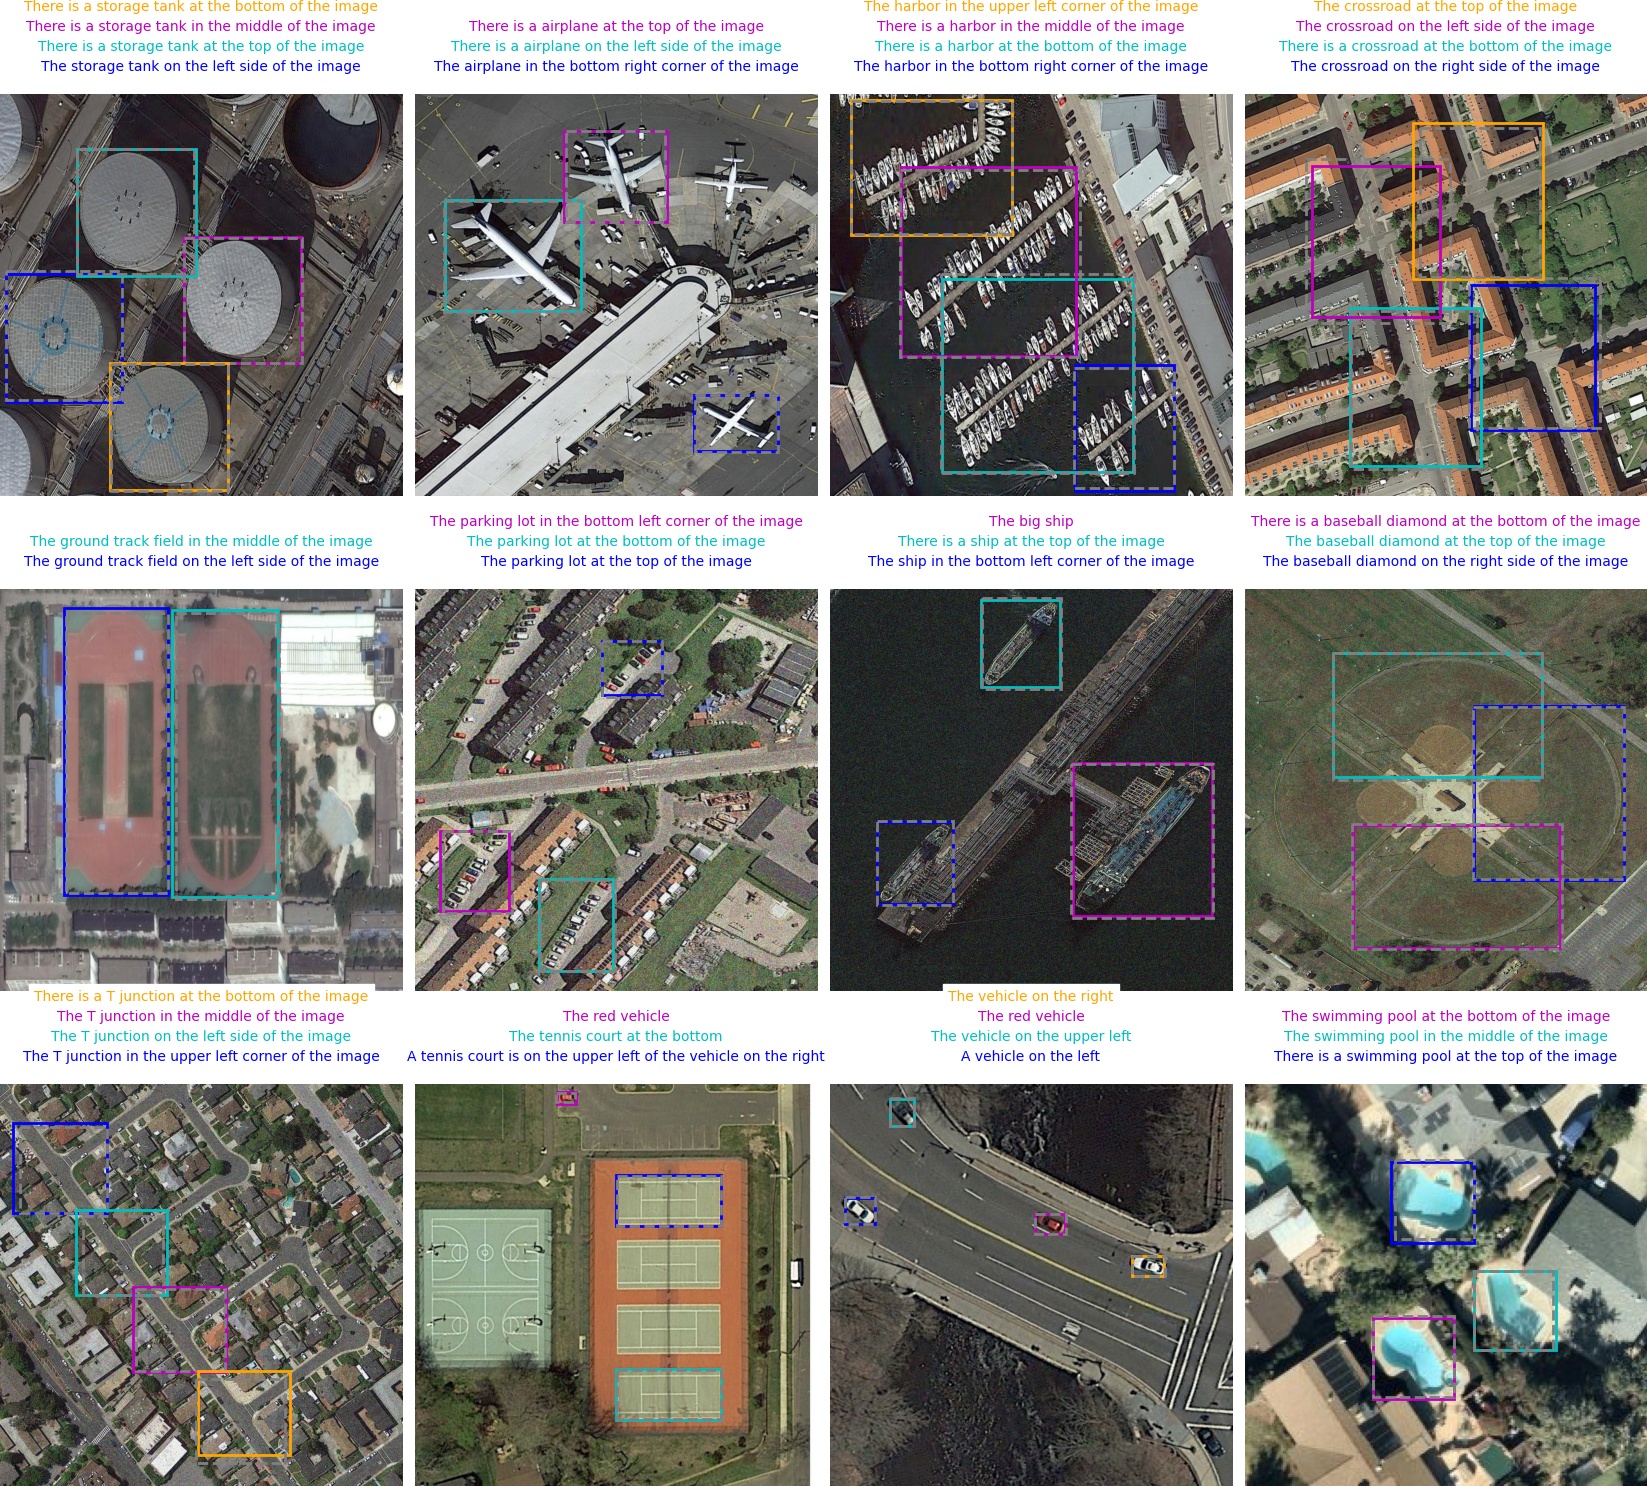 There is a storage tank at the bottom of the image
There is a storage tank in the middle of the image
There is a storage tank at the top of the image
The storage tank on the left side of the image
There is a airplane at the top of the image
There is a airplane on the left side of the image
The airplane in the bottom right corner of the image
The harbor in the upper left corner of the image
There is a harbor in the middle of the image
There is a harbor at the bottom of the image
The harbor in the bottom right corner of the image
The crossroad at the top of the image
The crossroad on the left side of the image
There is a crossroad at the bottom of the image
The crossroad on the right side of the image
The ground track field in the middle of the image
The ground track field on the left side of the image
The parking lot in the bottom left corner of the image
The parking lot at the bottom of the image
The parking lot at the top of the image
The big ship
There is a ship at the top of the image
The ship in the bottom left corner of the image
There is a baseball diamond at the bottom of the image
The baseball diamond at the top of the image
The baseball diamond on the right side of the image
There is a T junction at the bottom of the image
The T junction in the middle of the image
The T junction on the left side of the image
The T junction in the upper left corner of the image
The red vehicle
The tennis court at the bottom
A tennis court is on the upper left of the vehicle on the right
The vehicle on the right
The red vehicle
The vehicle on the upper left
A vehicle on the left
The swimming pool at the bottom of the image
The swimming pool in the middle of the image
There is a swimming pool at the top of the image